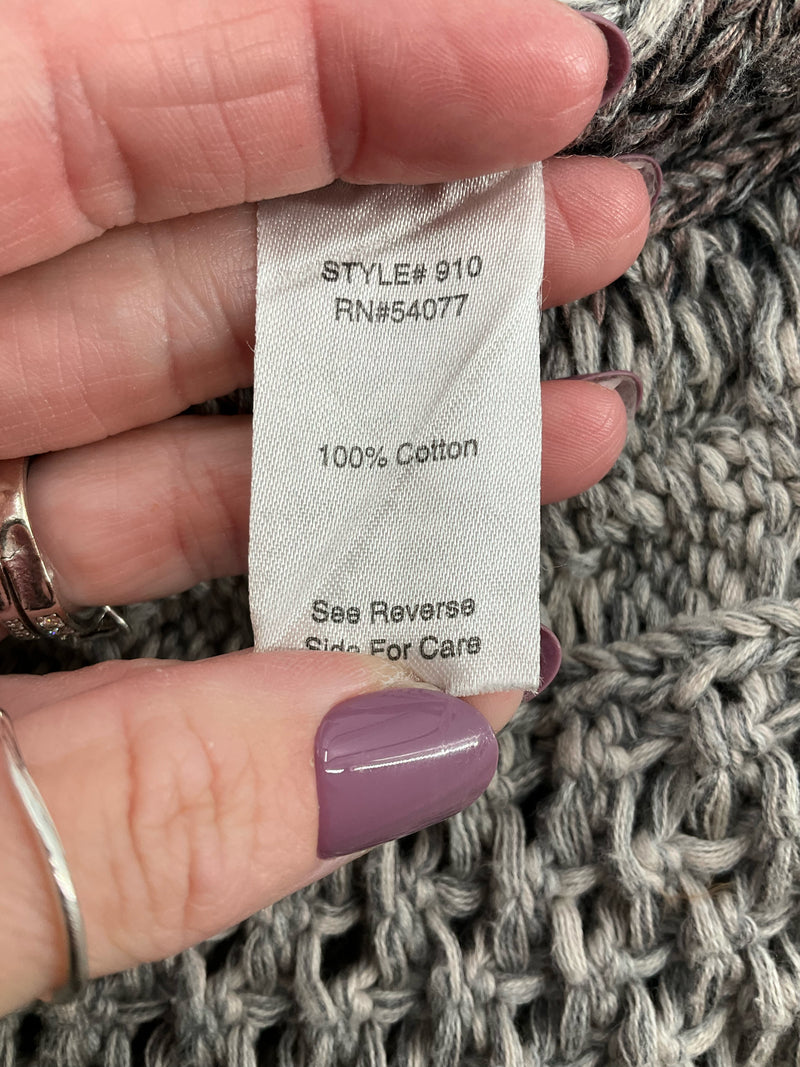 STYLE# 910
RN#54077
100% Cotton
See Reverse
Side For Care